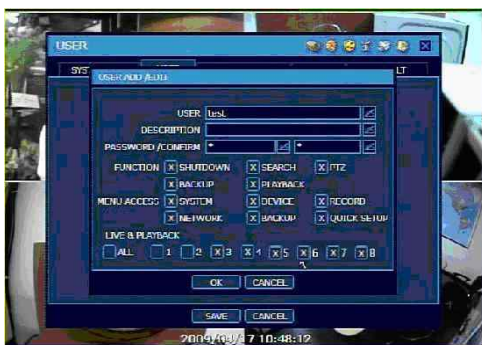 USER
SYS
LT
USER ADD /EDIT
USER test
DESCRIPTION
PASSWORD /CONFIRM * *
FUNCTION X SHUTDOWN X SEARCH X PTZ
X BACKUP X PLAYBACK
MENU ACCESS X SYSTEM X DEVICE X RECORD
X NETWORK X BACKUP X QUICK SETUP
LIVE & PLAYBACK
ALL 1 2 X 3 X 4 X 5 X 6 X 7 X 8
OK CANCEL
SAVE CANCEL
2009/04/17 10:48:12